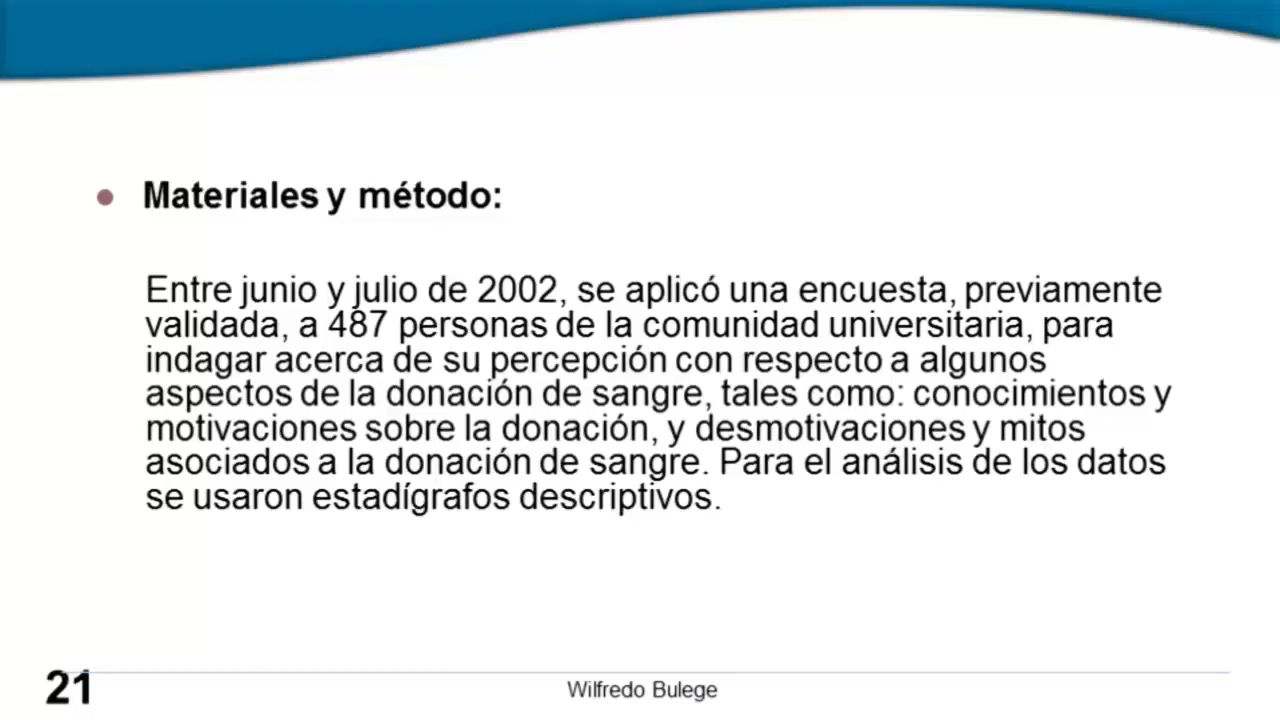 Materiales y método:
Entre junio y julio de 2002, se aplicó una encuesta, previamente
validada, a 487 personas de la comunidad universitaria, para
indagar acerca de su percepción con respecto a algunos
aspectos de la donación de sangre, tales como: conocimientos y
motivaciones sobre la donación, y desmotivaciones y mitos
asociados a la donación de sangre. Para el análisis de los datos
se usaron estadígrafos descriptivos.
21
Wilfredo Bulege